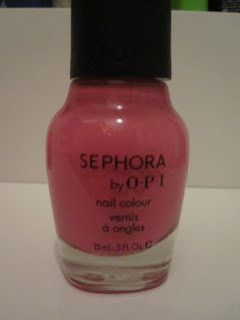 SEPHORA
by O·P·I
nail colour
vernis
à ongles
15 mL - .5 Fl. Oz. ℮